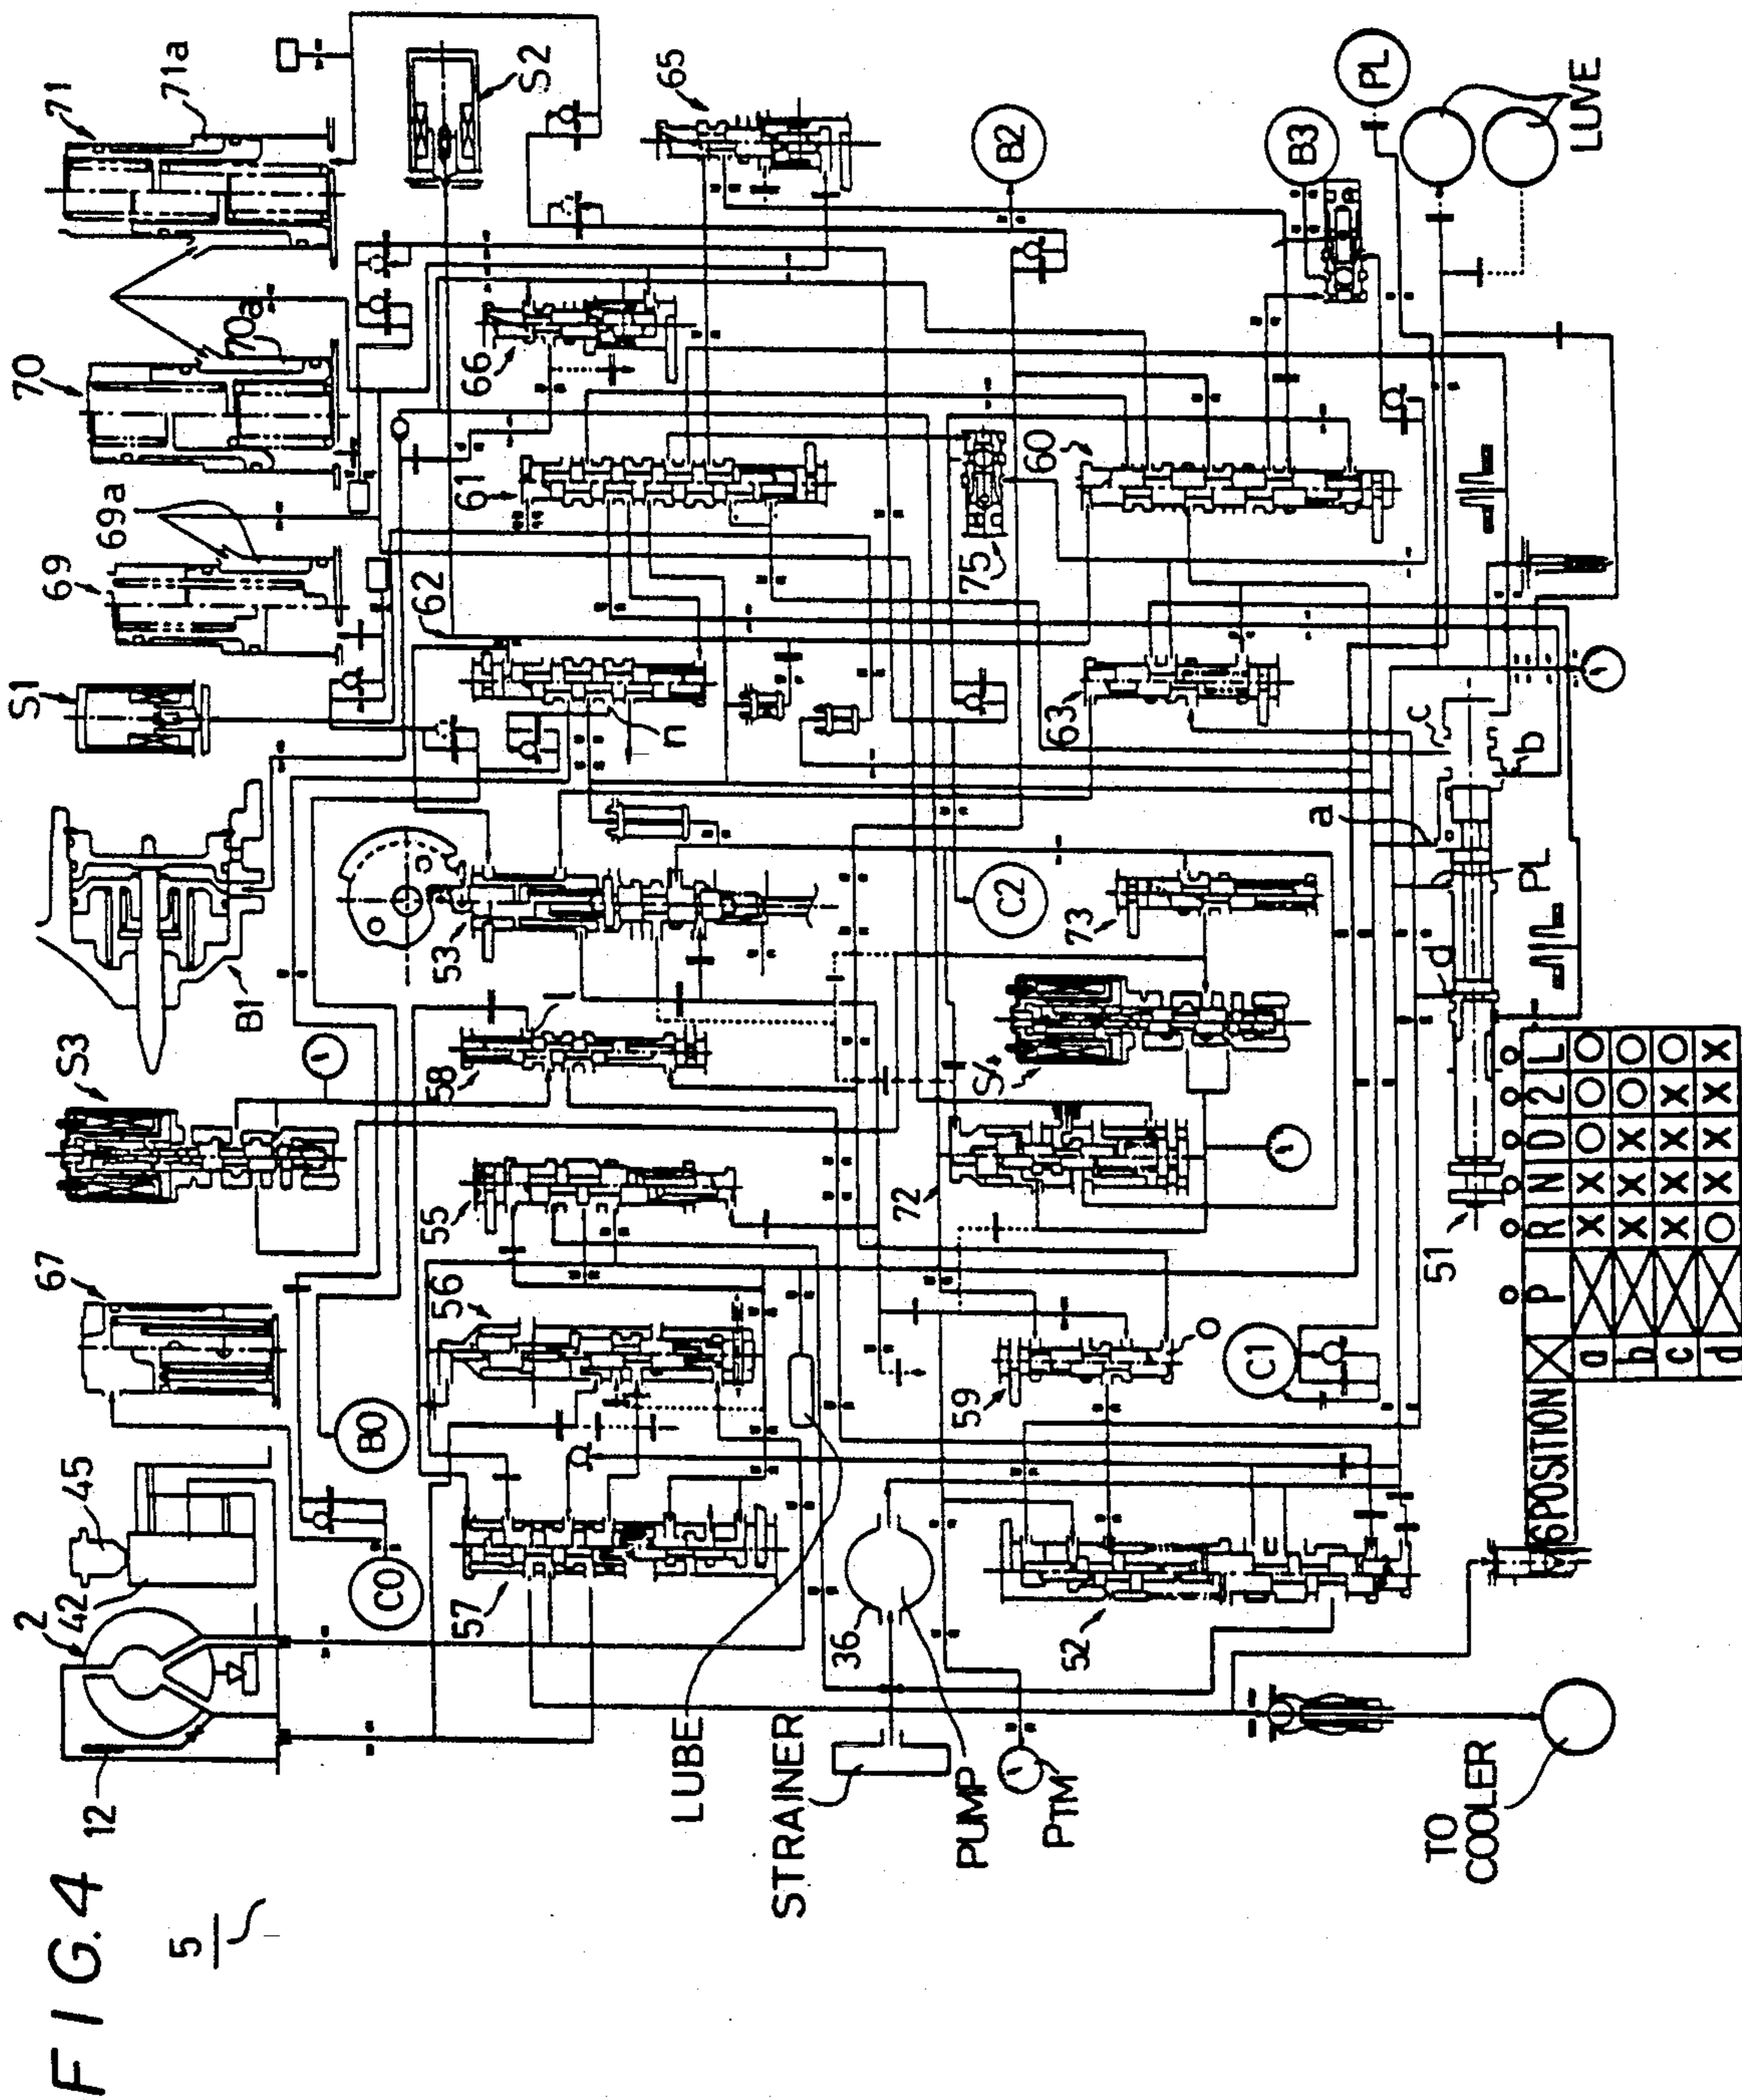 FIG. 4
5
12
2
42
45
67
S3
B1
S1
69
69a
70
70a
71
71a
S2
C0
B0
57
56
55
58
53
62
n
61
66
65
LUBE
STRAINER
36
PUMP
PTM
52
59
O
C1
72
S4
73
C2
63
75
60
B2
B3
PL
LUVE
TO
COOLER
51
d
PL
a
b
c
POSITION
P R N D 2 L
a X X O O O
b X X X O O
c X X X X O
d O X X X X